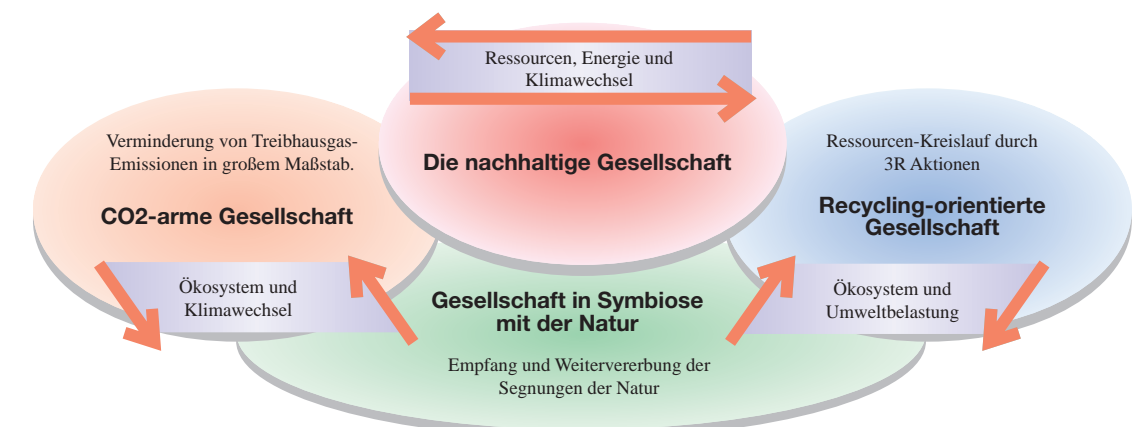 Ressourcen, Energie und
Klimawechsel
Verminderung von Treibhausgas-
Emissionen in großem Maßstab.
CO2-arme Gesellschaft
Die nachhaltige Gesellschaft
Ressourcen-Kreislauf durch
3R Aktionen
Recycling-orientierte
Gesellschaft
Ökosystem und
Klimawechsel
Gesellschaft in Symbiose
mit der Natur
Empfang und Weitervererbung der
Segnungen der Natur
Ökosystem und
Umweltbelastung